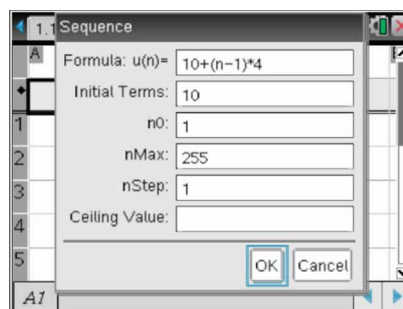 1.1
Sequence
A
Formula: u(n)= 10+(n-1)*4
Initial Terms: 10
n0: 1
1
nMax: 255
2
nStep: 1
3
Ceiling Value:
4
5
OK Cancel
A1